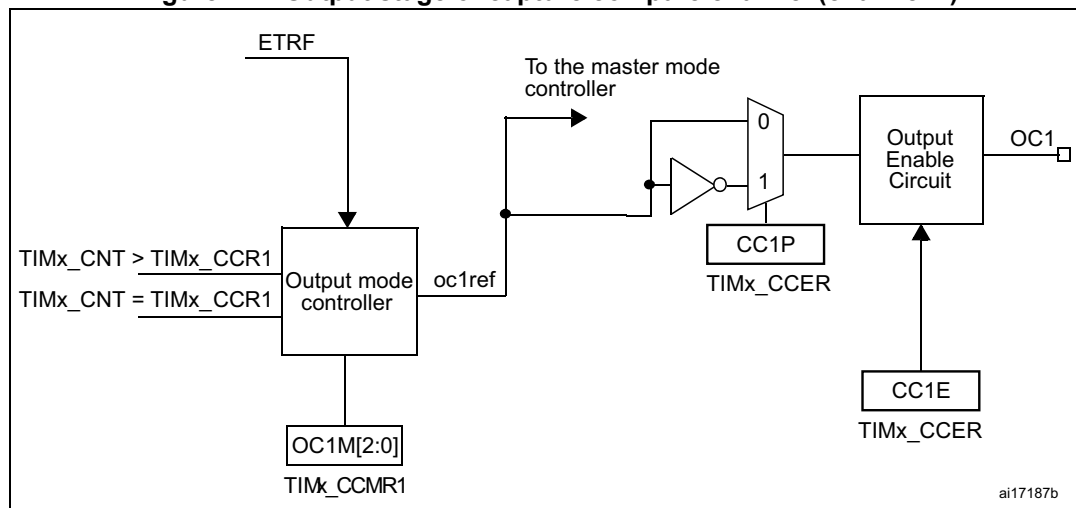 ETRF
To the master mode
controller
0
1
Output
Enable
Circuit
OC1
CC1P
TIMx_CCER
TIMx_CNT > TIMx_CCR1
TIMx_CNT = TIMx_CCR1
Output mode
controller
oc1ref
CC1E
TIMx_CCER
OC1M[2:0]
TIMx_CCMR1
ai17187b